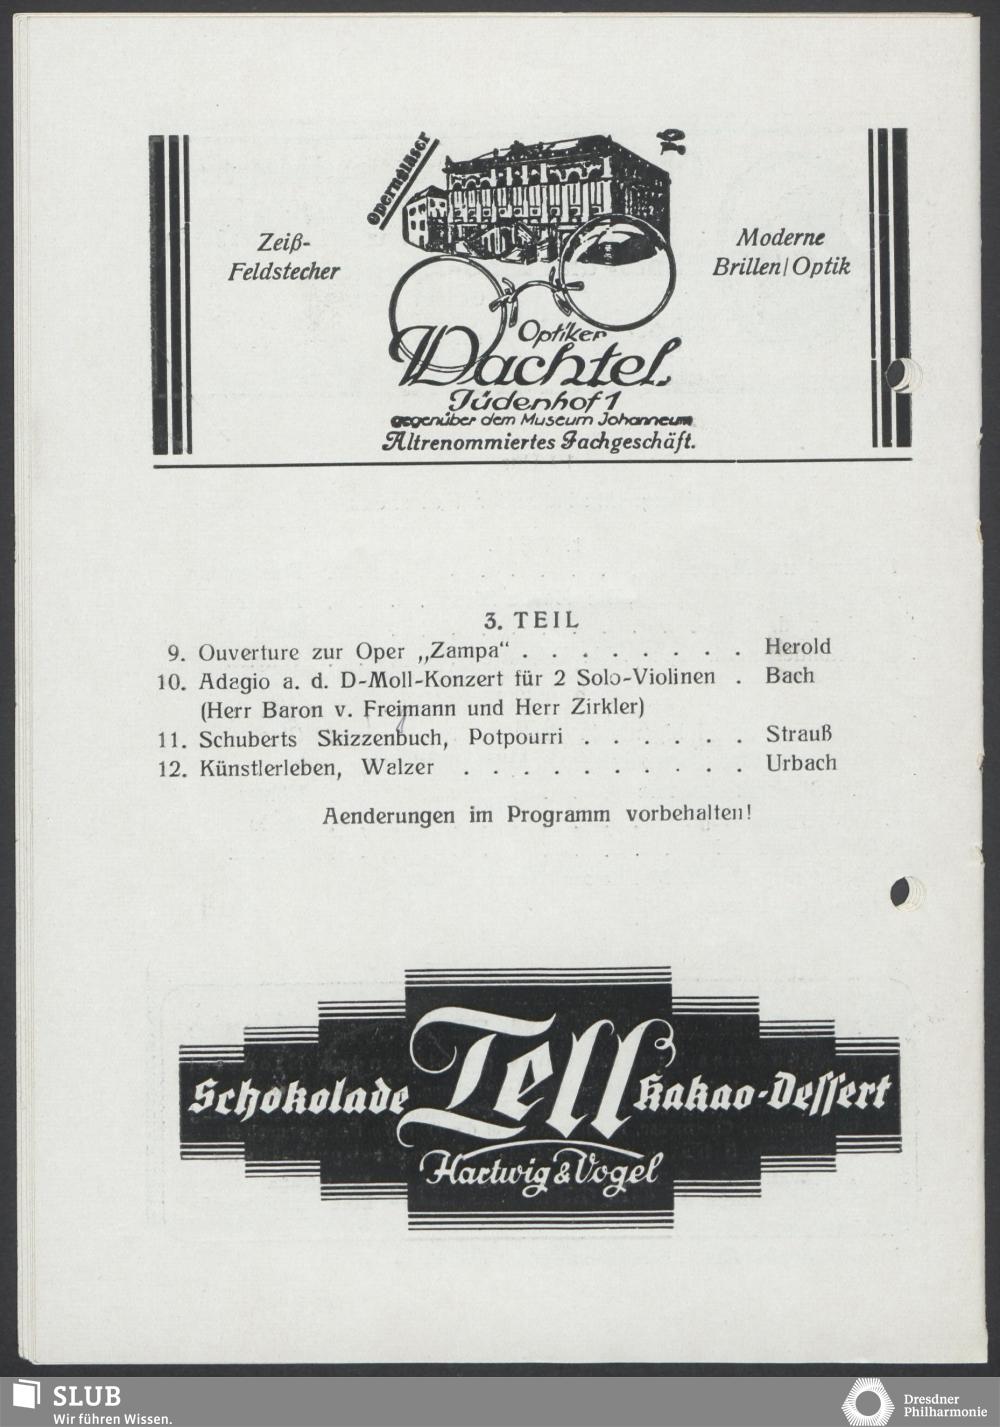 Operngläser
Zeiß-
Feldstecher
Moderne
Brillen/Optik
Optiker
Wachtel
Jüdenhof 1
gegenüber dem Museum Johanneum
Altrenommiertes Fachgeschäft.
3. TEIL
9. Ouverture zur Oper „Zampa“ . . . . . . . . Herold
10. Adagio a. d. D-Moll-Konzert für 2 Solo-Violinen . Bach
(Herr Baron v. Freymann und Herr Zirkler)
11. Schuberts Skizzenbuch, Potpourri . . . . . . Strauß
12. Künstlerleben, Walzer . . . . . . . . . . Urbach
Aenderungen im Programm vorbehalten!
Schokolade Tell Kakao-Dessert
Hartwig & Vogel
SLUB
Wir führen Wissen.
Dresdner
Philharmonie